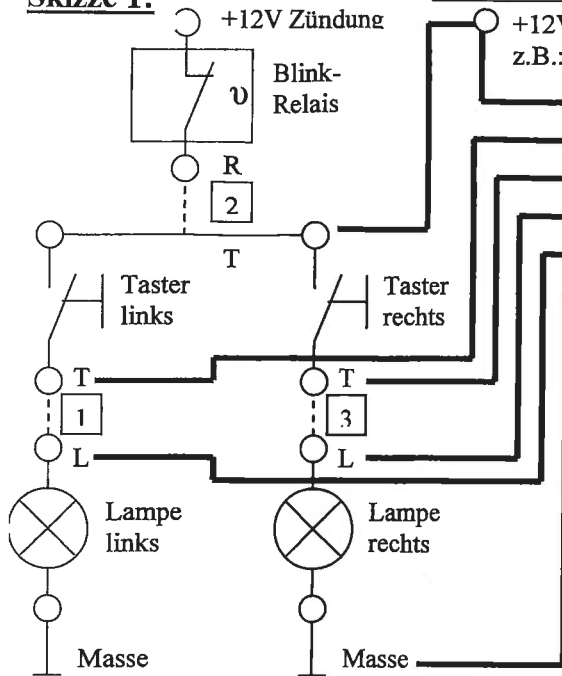 Skizze 1:
+12V Zündung
+12V
z.B.:
Blink-
Relais
υ
R
2
T
Taster
links
Taster
rechts
T
T
1
3
L
L
Lampe
links
Lampe
rechts
Masse
Masse